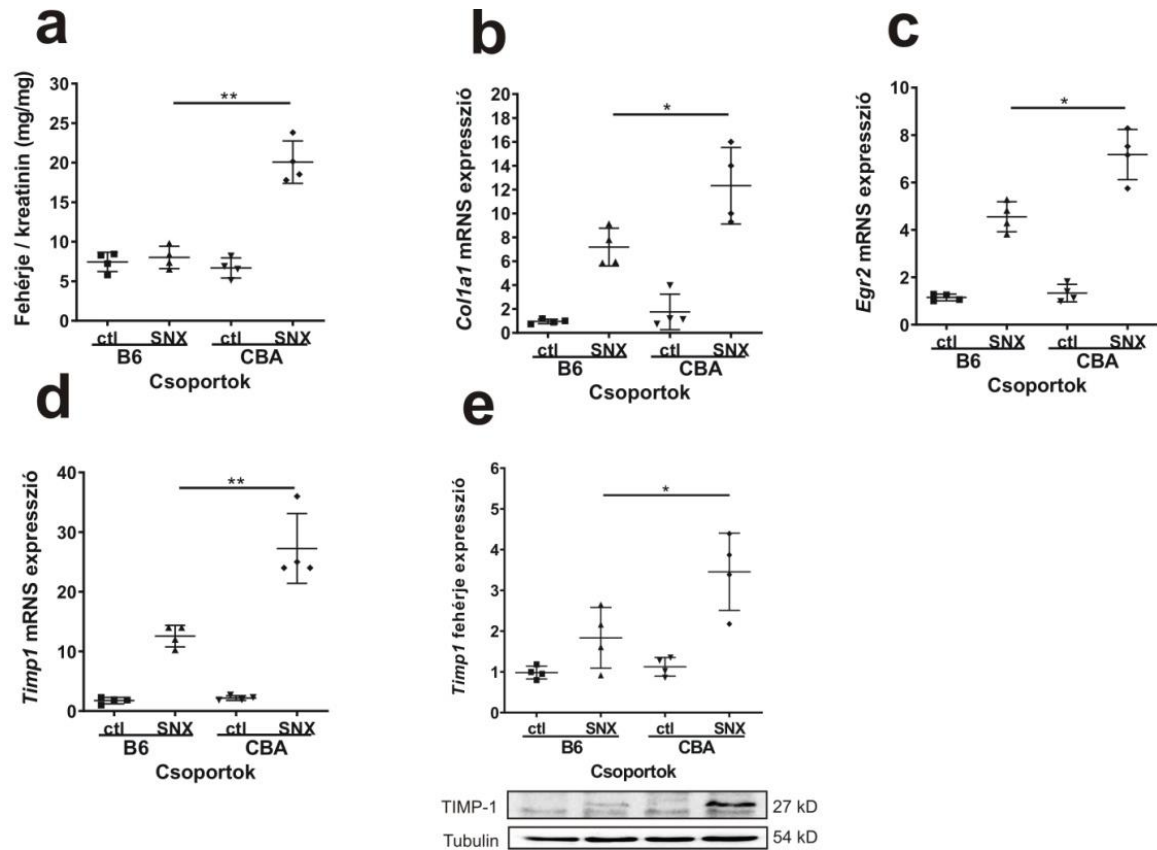 a
Fehérje / kreatinin (mg/mg)
30
25
20
15
10
5
0
**
ctl SNX ctl SNX
B6 CBA
Csoportok
b
Col1a1 mRNS expresszió
18
16
14
12
10
8
6
4
2
0
*
ctl SNX ctl SNX
B6 CBA
Csoportok
c
Egr2 mRNS expresszió
10
8
6
4
2
0
*
ctl SNX ctl SNX
B6 CBA
Csoportok
d
Timp1 mRNS expresszió
40
30
20
10
0
**
ctl SNX ctl SNX
B6 CBA
Csoportok
e
Timp1 fehérje expresszió
6
5
4
3
2
1
0
*
ctl SNX ctl SNX
B6 CBA
Csoportok
TIMP-1 27 kD
Tubulin 54 kD